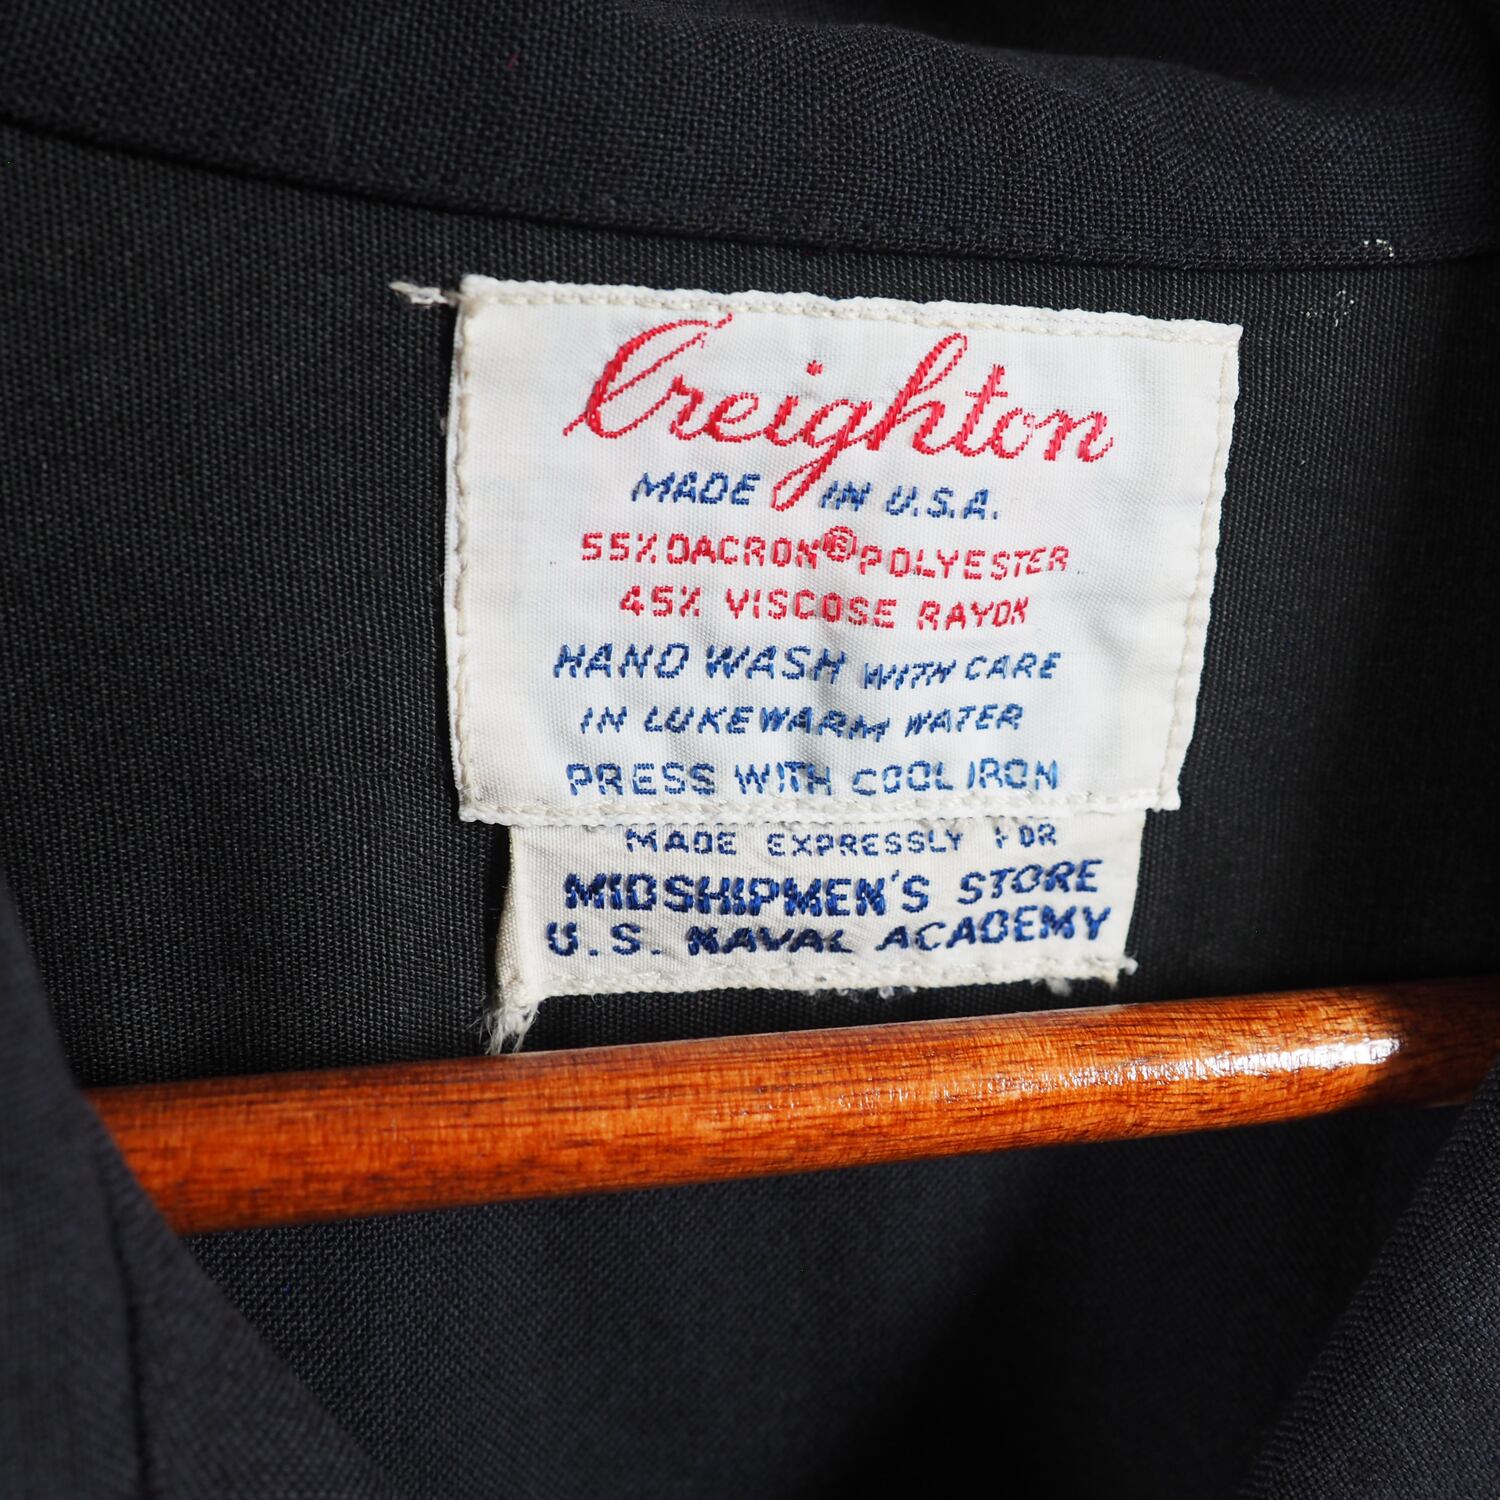 Creighton
MADE IN U.S.A.
55% DACRON® POLYESTER
45% VISCOSE RAYON
HAND WASH WITH CARE
IN LUKEWARM WATER
PRESS WITH COOL IRON
MADE EXPRESSLY FOR
MIDSHIPMEN'S STORE
U.S. NAVAL ACADEMY